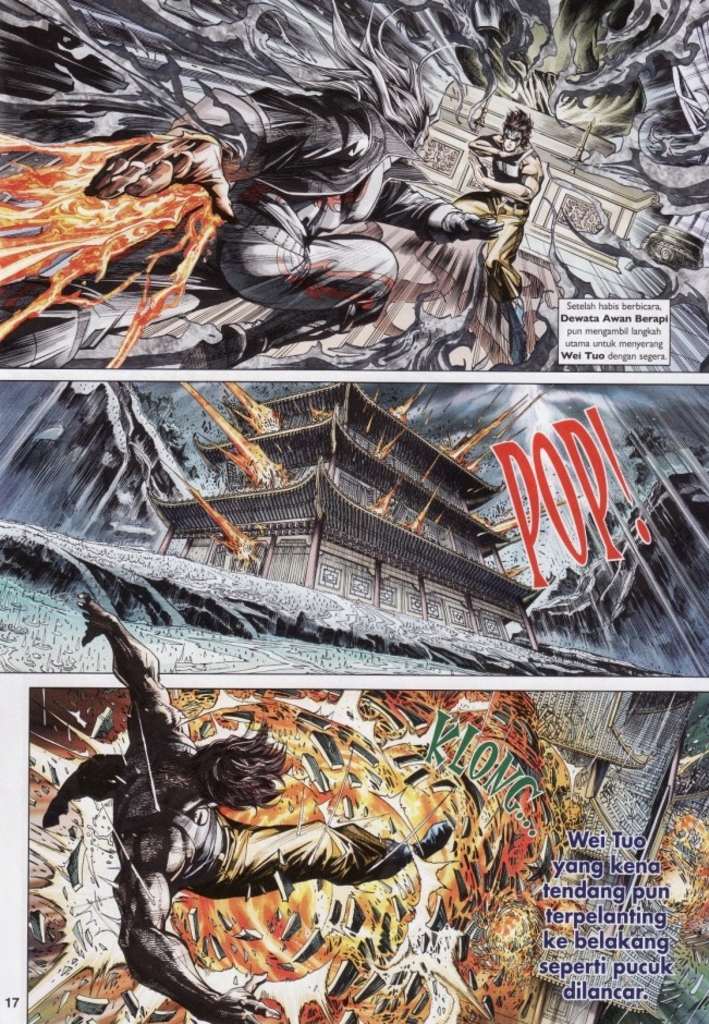 Setelah habis berbicara,
Dewata Awan Berapi
pun mengambil langkah
utama untuk menyerang
Wei Tuo dengan segera.
POP!
KLONG...
Wei Tuo
yang kena
tendang pun
terpelanting
ke belakang
seperti pucuk
dilancar.
17